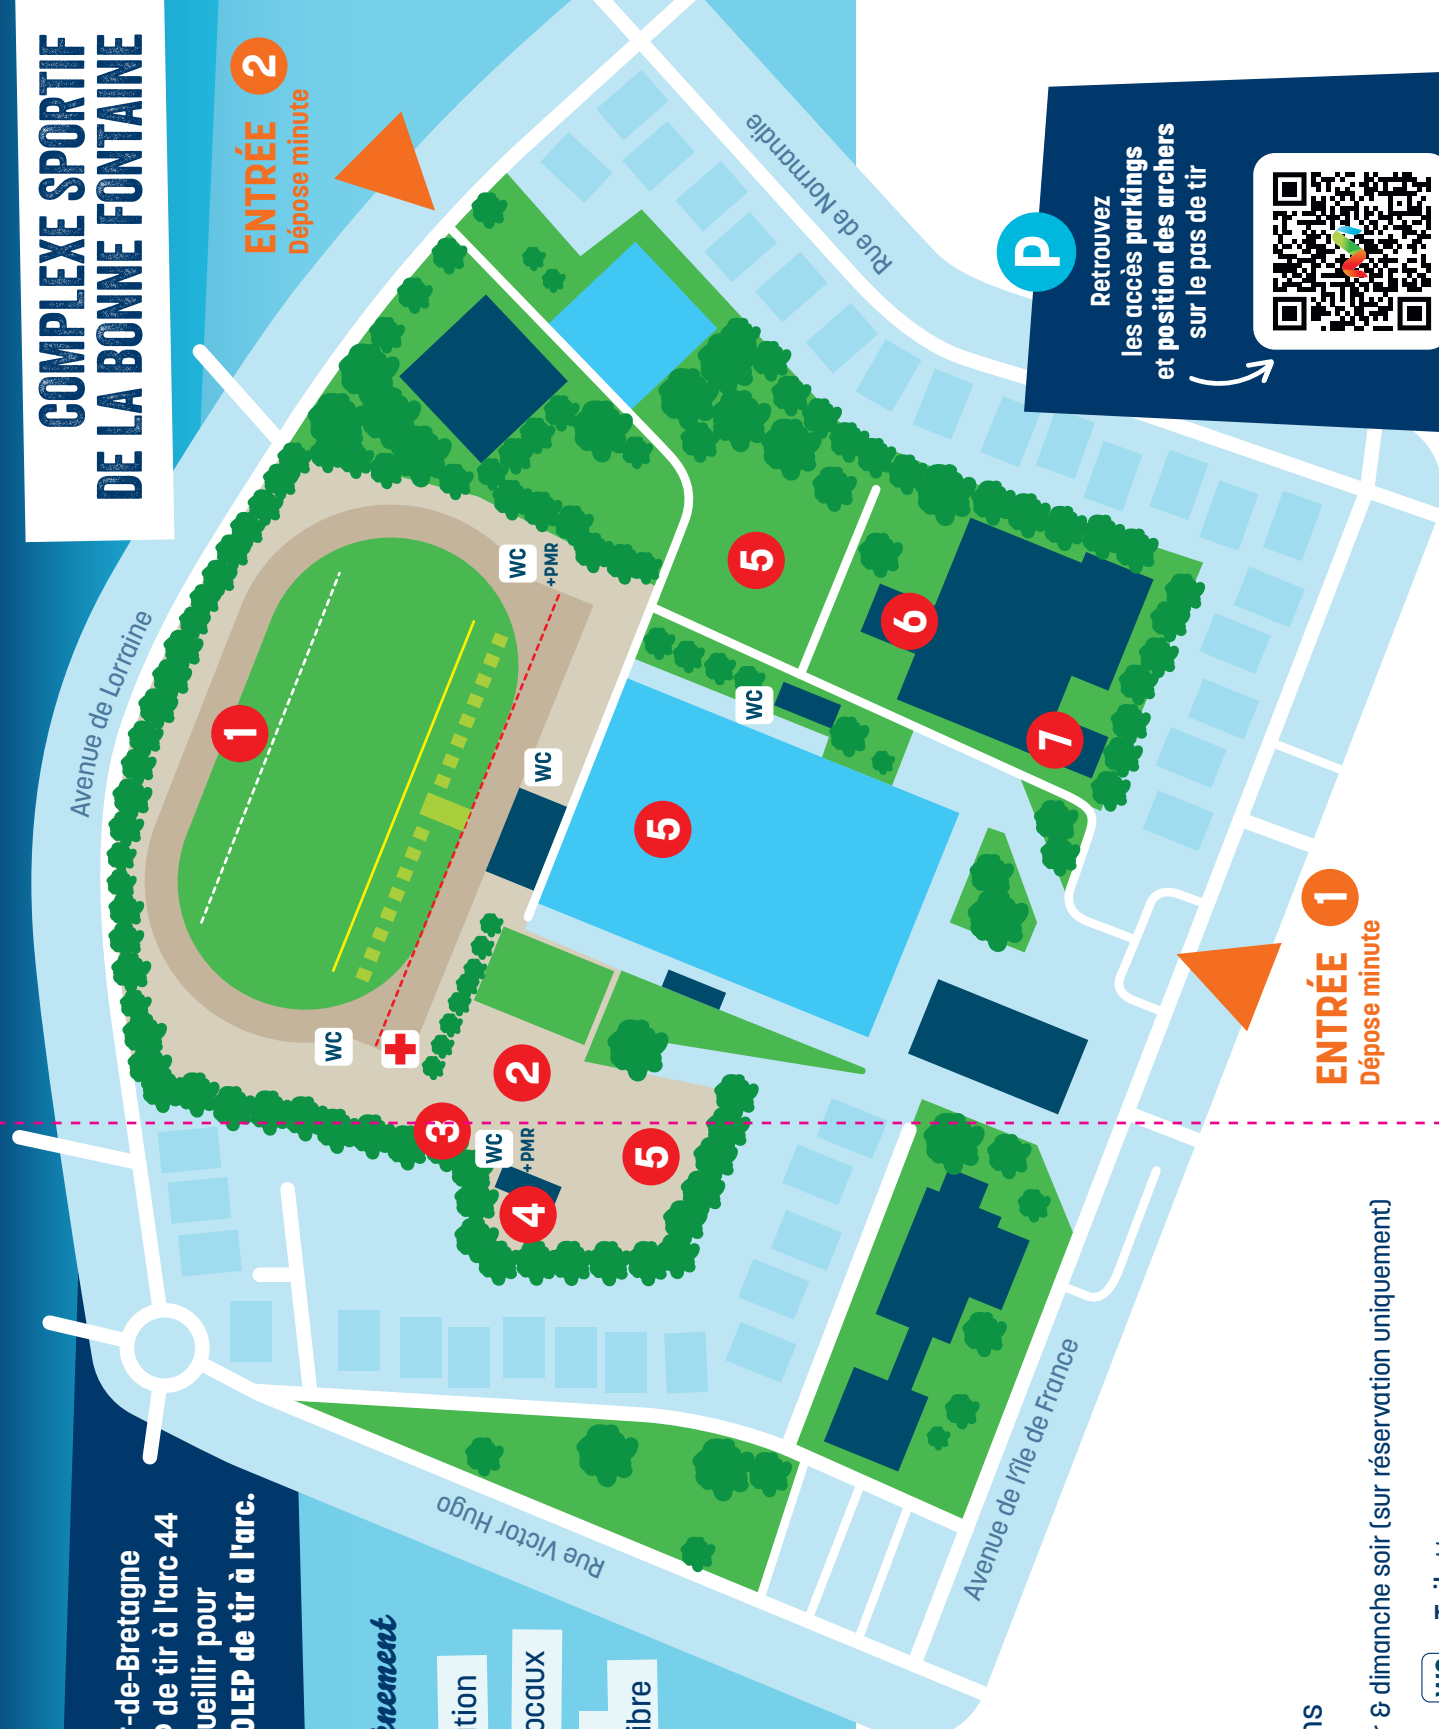 COMPLEXE SPORTIF
DE LA BONNE FONTAINE
ENTRÉE 2
Dépose minute
Avenue de Lorraine
Rue de Normandie
P
Retrouvez
les accès parkings
et position des archers
sur le pas de tir
1
WC
+PMR
WC
WC
5
5
WC
6
7
2
3
WC
+PMR
4
5
ENTRÉE 1
Dépose minute
Avenue de l'île de France
Rue Victor Hugo
-de-Bretagne
de tir à l'arc 44
ueillir pour
OLEP de tir à l'arc.
nement
tion
ocaux
ibre
ns
& dimanche soir (sur réservation uniquement)